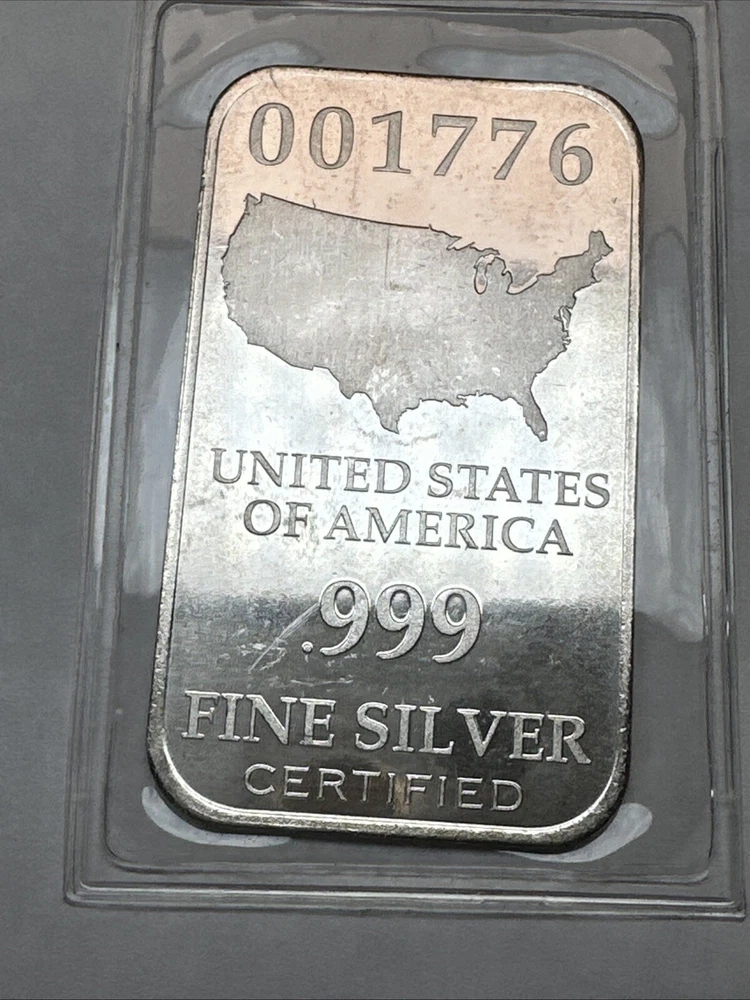 001776
UNITED STATES
OF AMERICA
.999
FINE SILVER
CERTIFIED